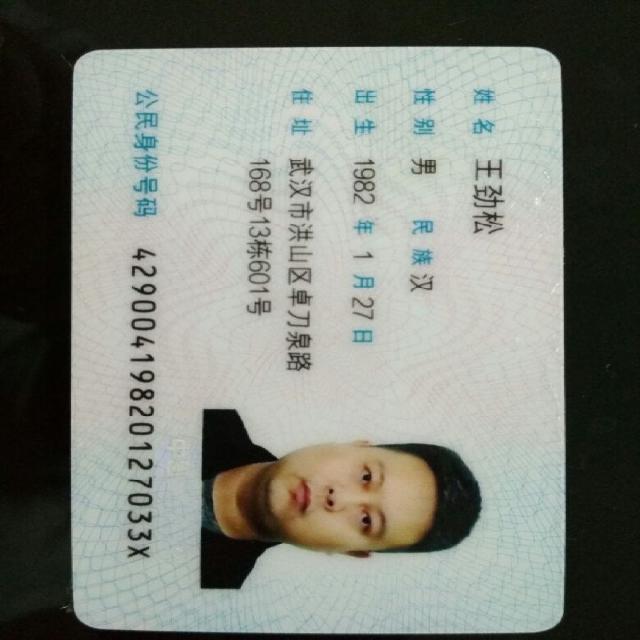 姓名 王劲松
性别 男 民族 汉
出生 1982 年 1 月 27 日
住址 武汉市洪山区卓刀泉路
168号13栋601号
公民身份号码 42900419820127033X